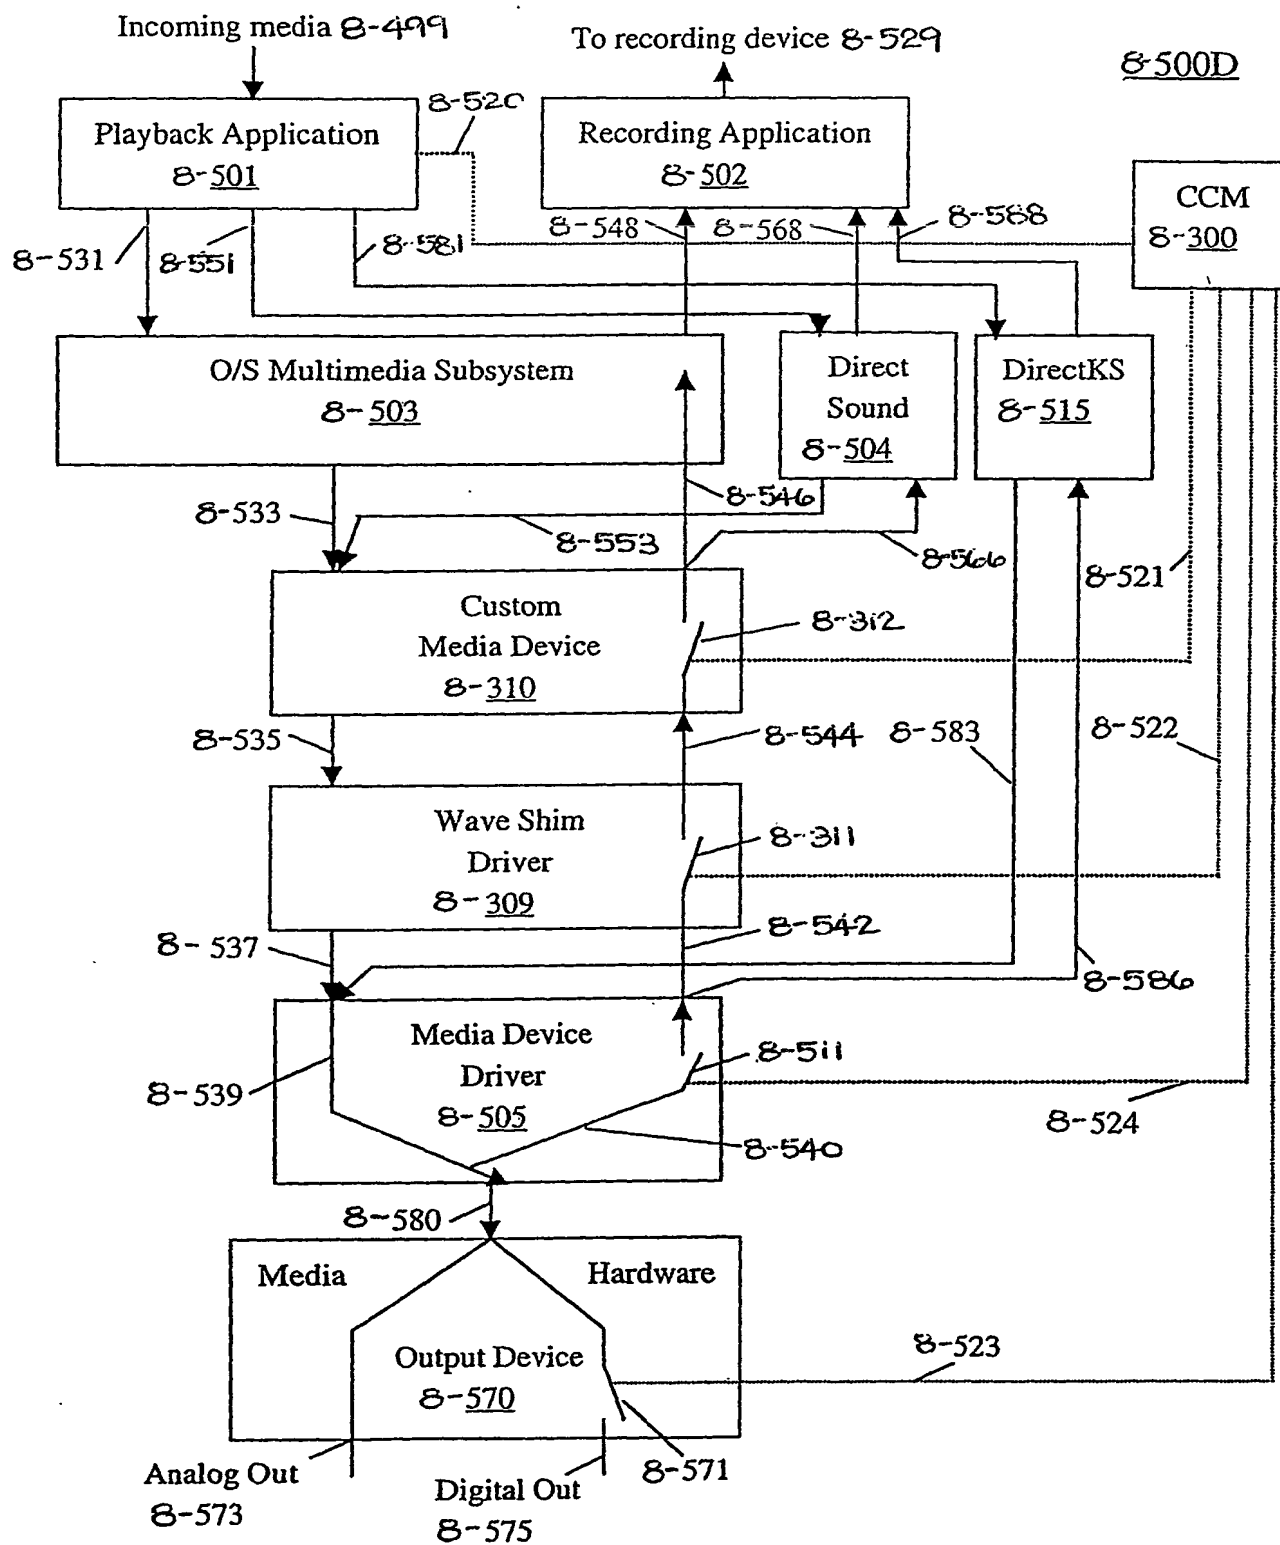 Incoming media 8-499
To recording device 8-529
8-500D
8-520
Playback Application
8-501
Recording Application
8-502
CCM
8-300
8-531
8-551
8-581
8-548
8-568
8-588
O/S Multimedia Subsystem
8-503
Direct
Sound
8-504
DirectKS
8-515
8-533
8-553
8-546
8-566
8-521
Custom
Media Device
8-310
8-312
8-535
8-544
8-583
8-522
Wave Shim
Driver
8-309
8-311
8-537
8-542
8-586
Media Device
Driver
8-505
8-511
8-539
8-540
8-524
8-580
Media
Hardware
Output Device
8-570
8-523
8-571
Analog Out
8-573
Digital Out
8-575